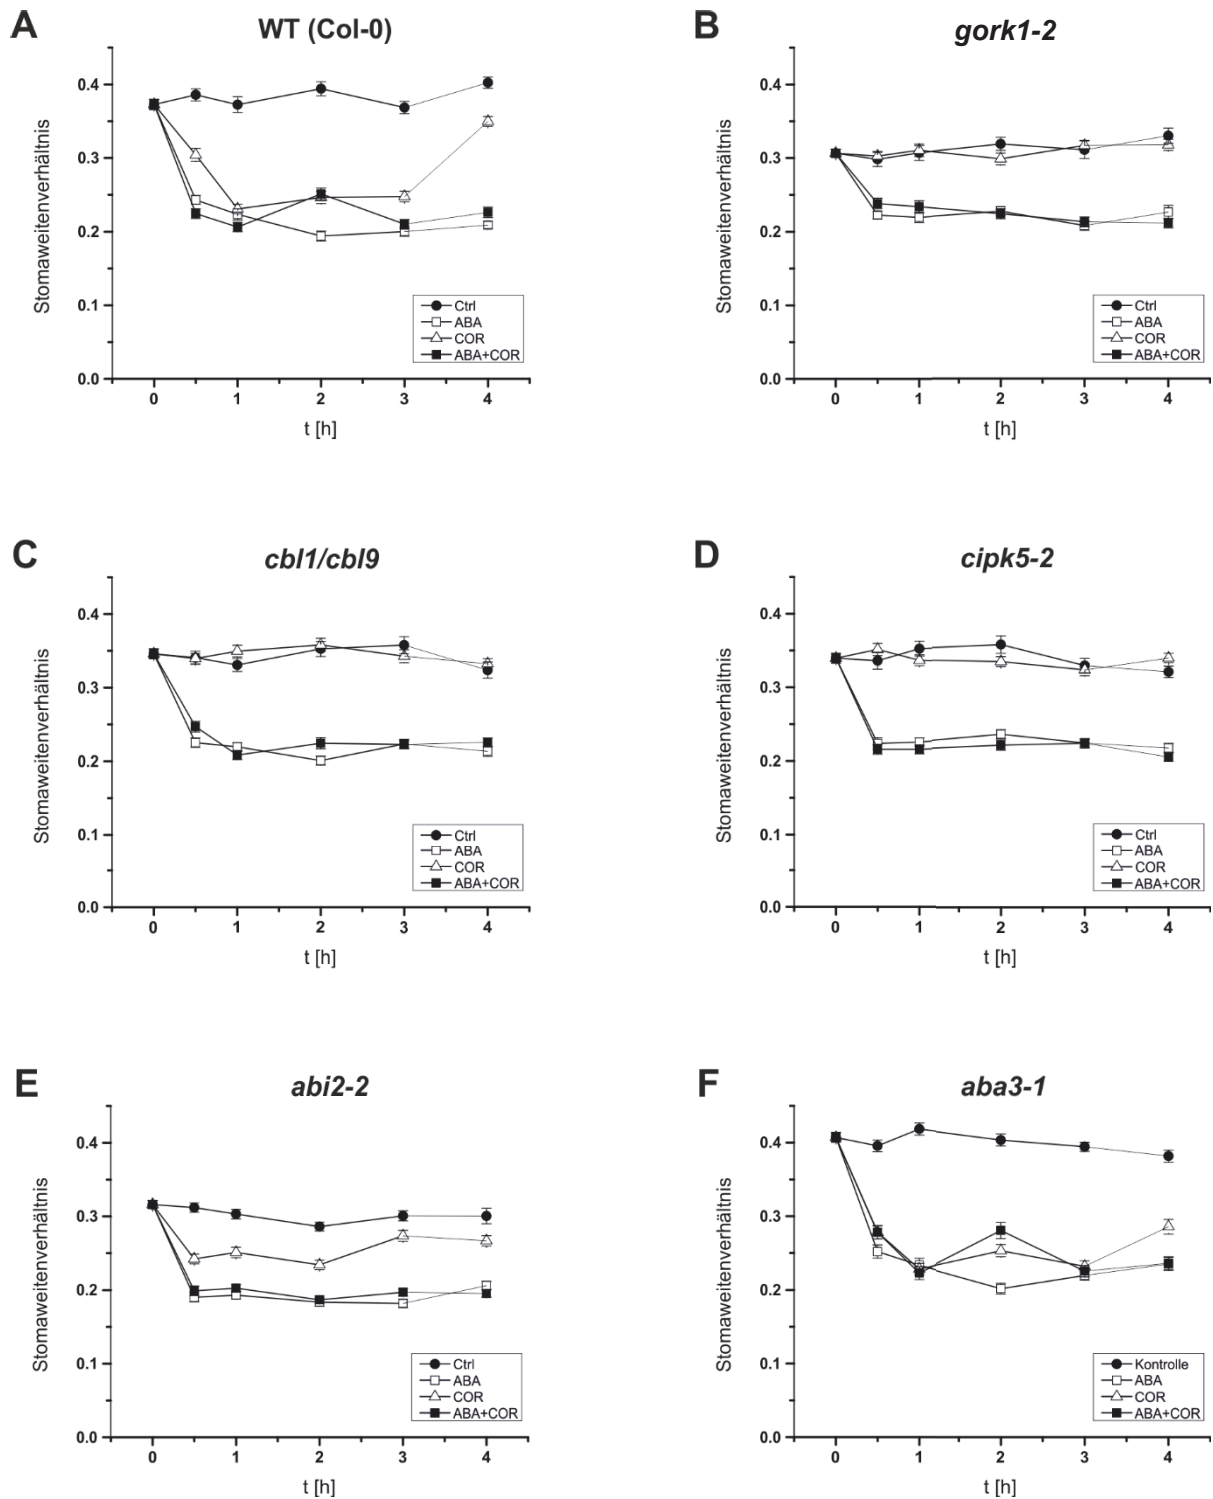 A
WT (Col-0)
Stomaweitenverhältnis
0.4
0.3
0.2
0.1
0.0
0 1 2 3 4
t [h]
Ctrl
ABA
COR
ABA+COR
B
gork1-2
Stomaweitenverhältnis
0.4
0.3
0.2
0.1
0.0
0 1 2 3 4
t [h]
Ctrl
ABA
COR
ABA+COR
C
cbl1/cbl9
Stomaweitenverhältnis
0.4
0.3
0.2
0.1
0.0
0 1 2 3 4
t [h]
Ctrl
ABA
COR
ABA+COR
D
cipk5-2
Stomaweitenverhältnis
0.4
0.3
0.2
0.1
0.0
0 1 2 3 4
t [h]
Ctrl
ABA
COR
ABA+COR
E
abi2-2
Stomaweitenverhältnis
0.4
0.3
0.2
0.1
0.0
0 1 2 3 4
t [h]
Ctrl
ABA
COR
ABA+COR
F
aba3-1
Stomaweitenverhältnis
0.4
0.3
0.2
0.1
0.0
0 1 2 3 4
t [h]
Kontrolle
ABA
COR
ABA+COR